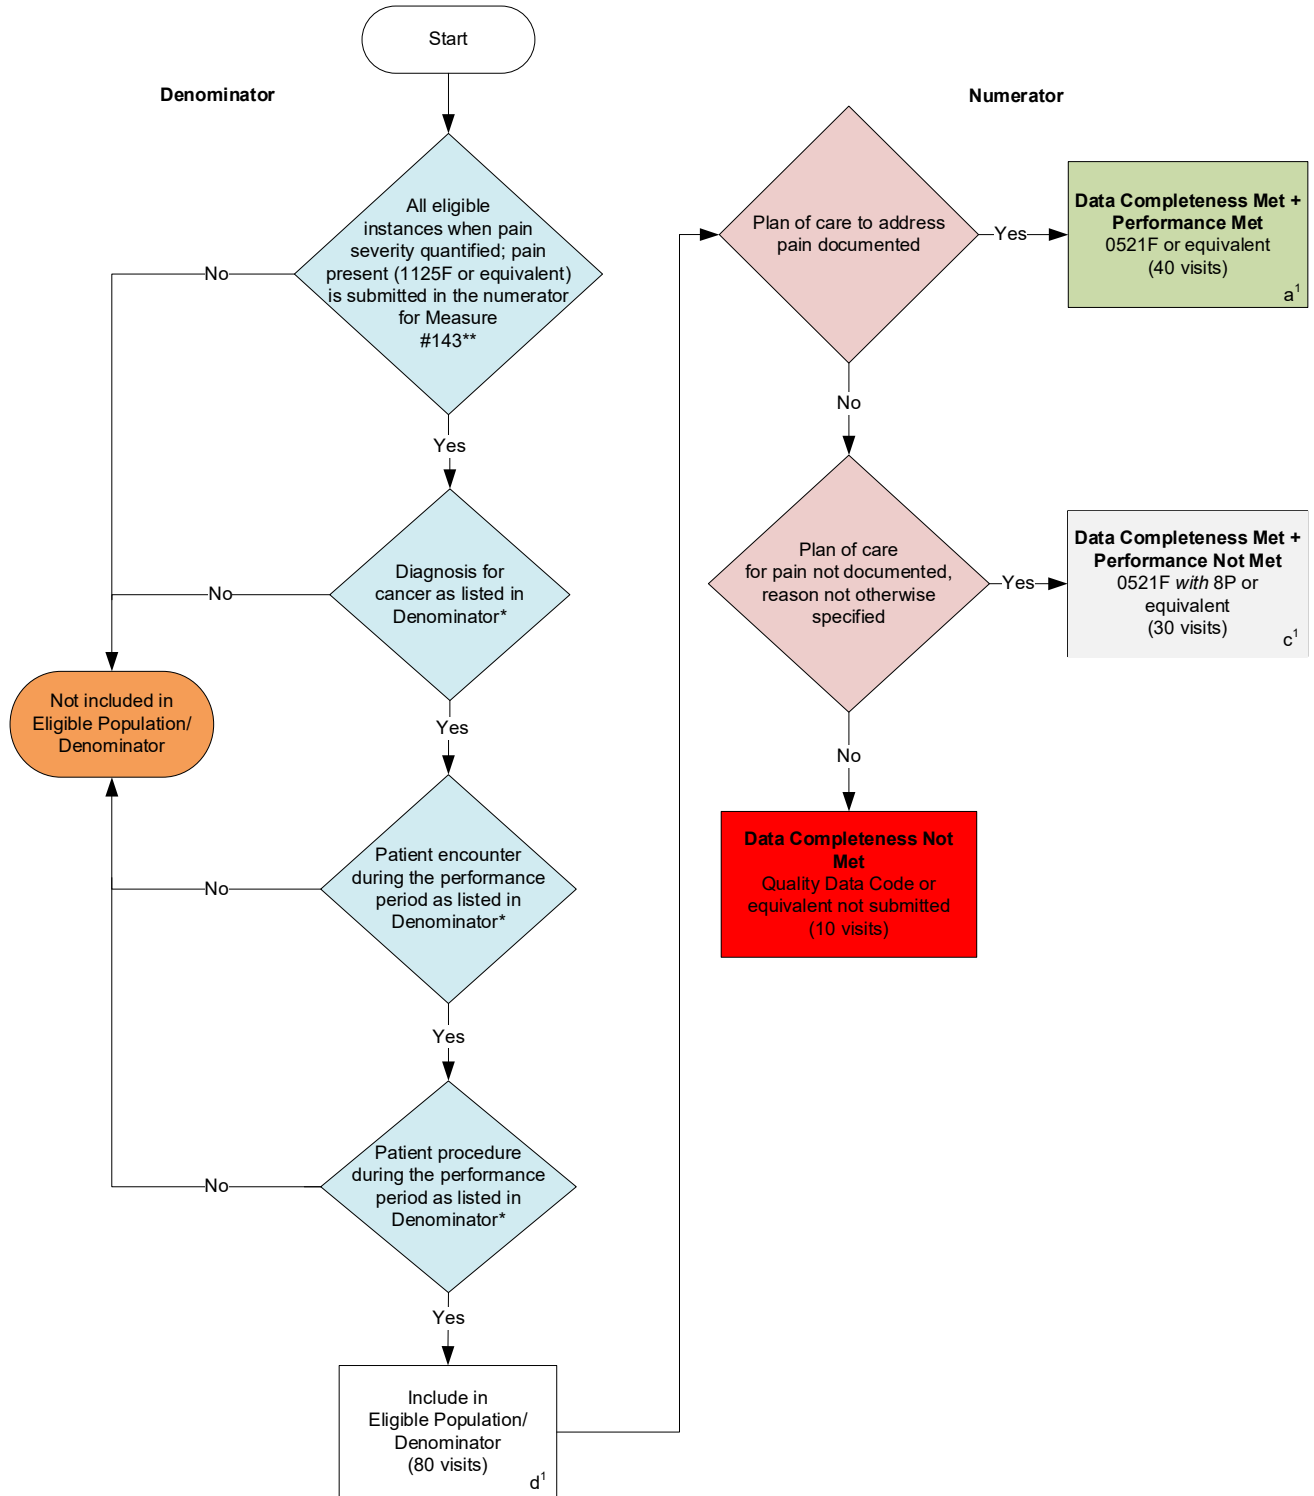 Start
Denominator
All eligible
instances when pain
severity quantified; pain
present (1125F or equivalent)
is submitted in the numerator
for Measure
#143**
No
Yes
Diagnosis for
cancer as listed in
Denominator*
No
Yes
Not included in
Eligible Population/
Denominator
Patient encounter
during the performance
period as listed in
Denominator*
No
Yes
Patient procedure
during the performance
period as listed in
Denominator*
No
Yes
Include in
Eligible Population/
Denominator
(80 visits)
d¹
Numerator
Plan of care to address
pain documented
Yes
Data Completeness Met +
Performance Met
0521F or equivalent
(40 visits)
a¹
No
Plan of care
for pain not documented,
reason not otherwise
specified
Yes
Data Completeness Met +
Performance Not Met
0521F with 8P or
equivalent
(30 visits)
c¹
No
Data Completeness Not
Met
Quality Data Code or
equivalent not submitted
(10 visits)